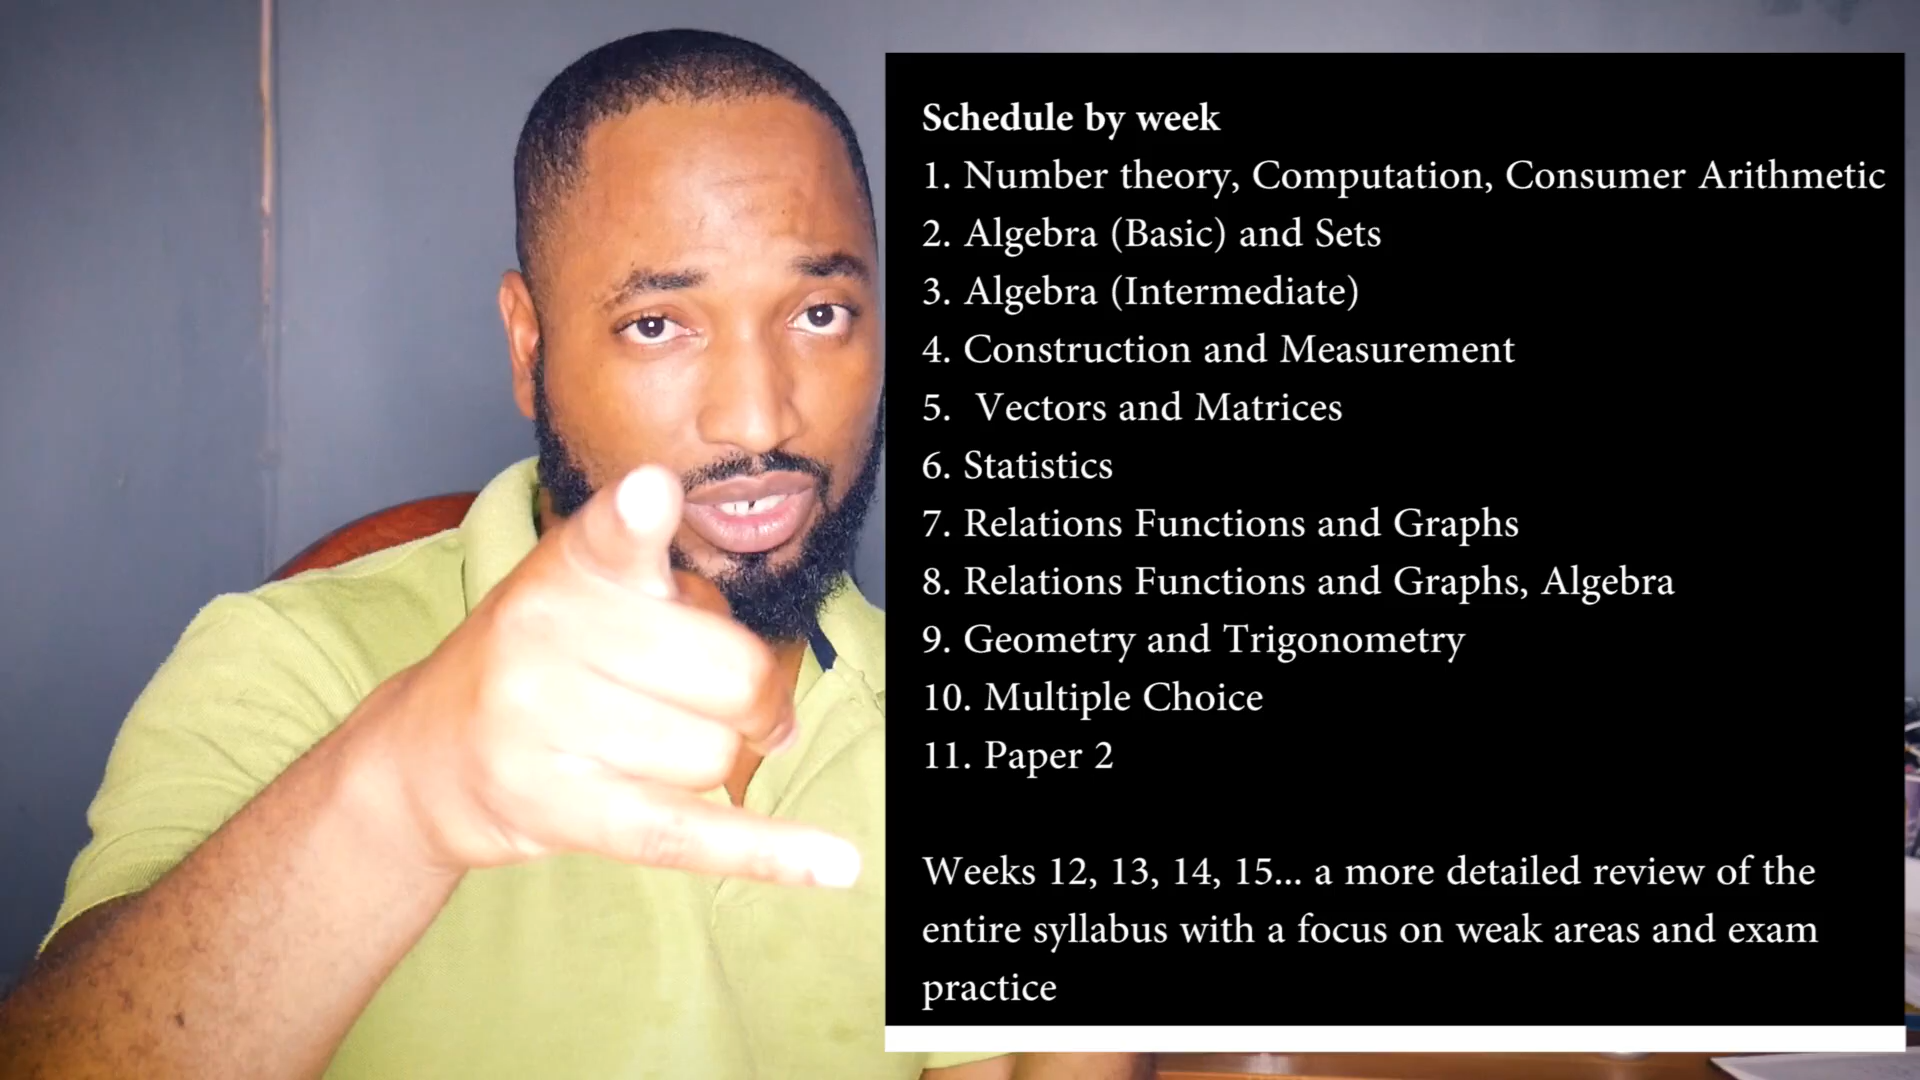 Schedule by week
1. Number theory, Computation, Consumer Arithmetic
2. Algebra (Basic) and Sets
3. Algebra (Intermediate)
4. Construction and Measurement
5.  Vectors and Matrices
6. Statistics
7. Relations Functions and Graphs
8. Relations Functions and Graphs, Algebra
9. Geometry and Trigonometry
10. Multiple Choice
11. Paper 2
Weeks 12, 13, 14, 15... a more detailed review of the
entire syllabus with a focus on weak areas and exam
practice